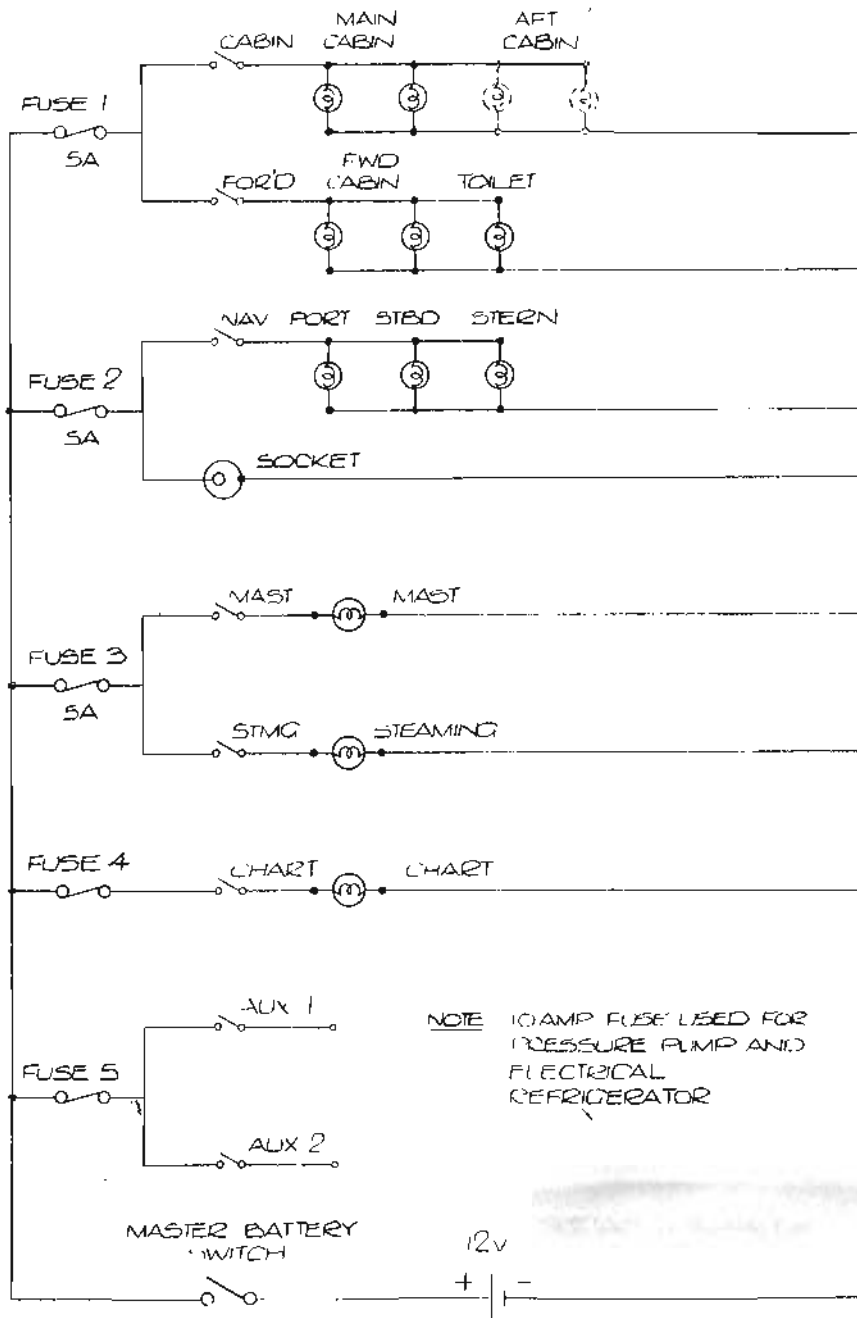 MAIN CABIN
AFT CABIN
CABIN
FUSE 1
5A
FWD CABIN
FOR'D
TOILET
NAV
PORT
STBD
STERN
FUSE 2
5A
SOCKET
MAST
MAST
FUSE 3
5A
STMG
STEAMING
FUSE 4
CHART
CHART
AUX 1
FUSE 5
AUX 2
NOTE 10 AMP FUSE USED FOR
PRESSURE PUMP AND
ELECTRICAL
REFRIGERATOR
MASTER BATTERY
SWITCH
12V
+ -